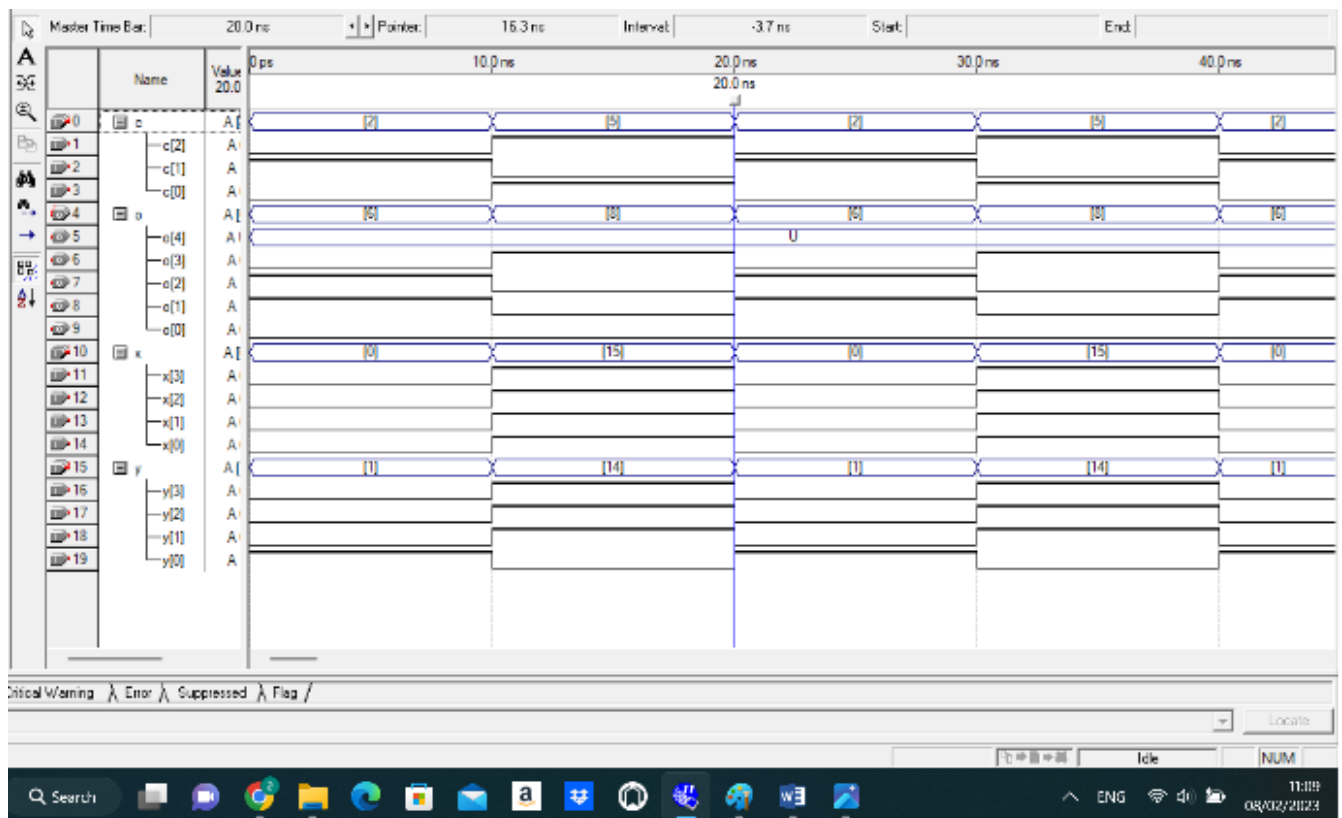 Master Time Bar: 20.0 ns Pointer: 16.3 ns Interval: -3.7 ns Start: End:
Name Value 20.0
0 ps 10.0 ns 20.0 ns 30.0 ns 40.0 ns
20.0 ns
0 c A [ [2] [5] [2] [5] [2]
1 c[2] A
2 c[1] A
3 c[0] A
4 o A [ [6] [8] [6] [8] [6]
5 o[4] A U
6 o[3] A
7 o[2] A
8 o[1] A
9 o[0] A
10 x A [ [0] [15] [0] [15] [0]
11 x[3] A
12 x[2] A
13 x[1] A
14 x[0] A
15 y A [ [1] [14] [1] [14] [1]
16 y[3] A
17 y[2] A
18 y[1] A
19 y[0] A
Critical Warning Error Suppressed Flag
Locate
Idle NUM
Search ENG 11:09
08/02/2023